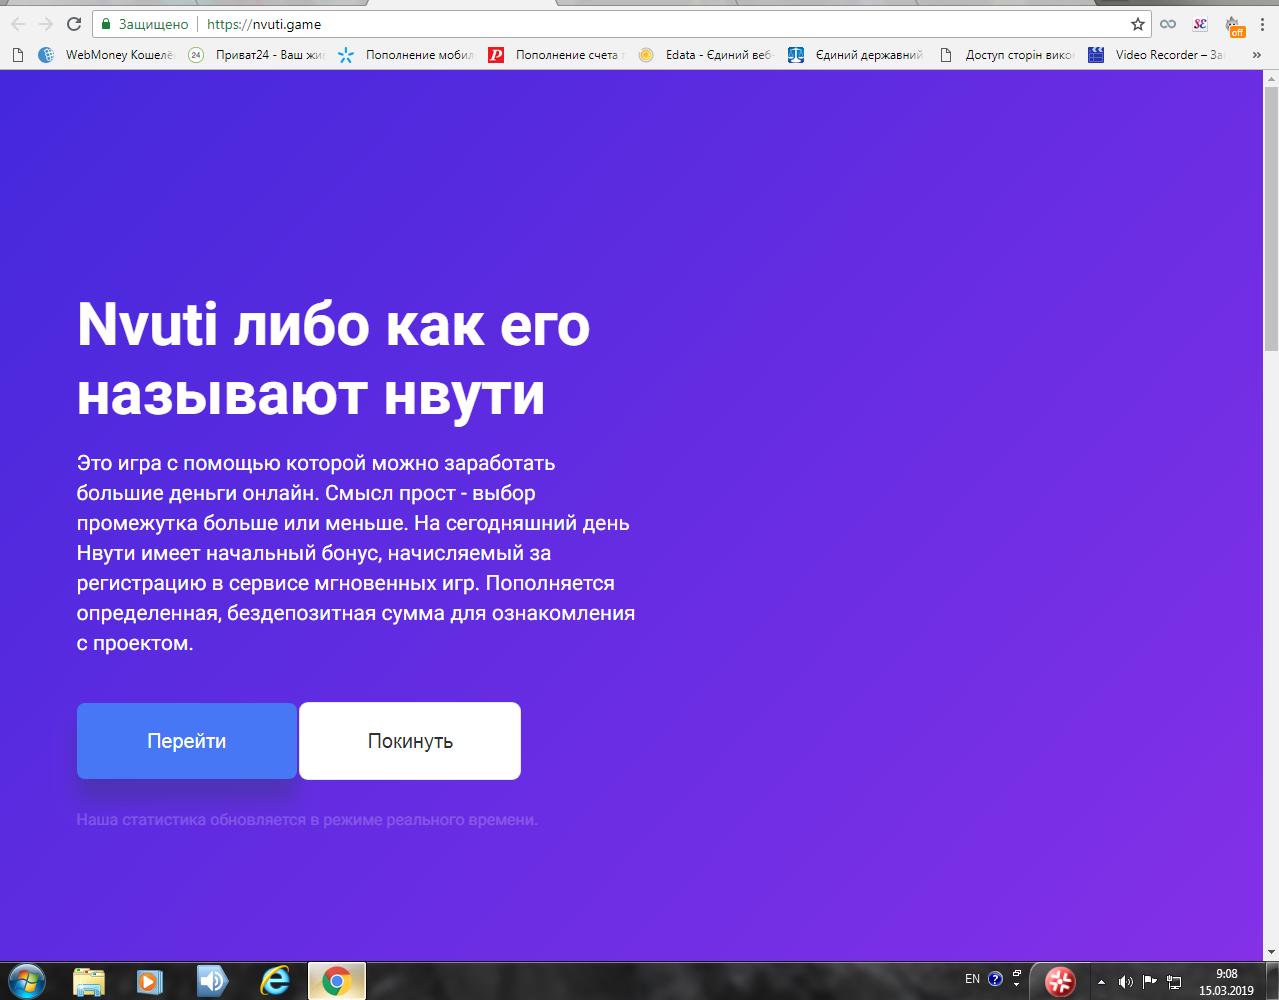 Защищено https://nvuti.game
off
WebMoney Кошелё
24 Приват24 - Ваш жи
Пополнение мобил
Пополнение счета
Edata - Єдиний веб-
Єдиний державний
Доступ сторін вико
Video Recorder – За
»
Nvuti либо как его
называют нвути
Это игра с помощью которой можно заработать
большие деньги онлайн. Смысл прост - выбор
промежутка больше или меньше. На сегодняшний день
Нвути имеет начальный бонус, начисляемый за
регистрацию в сервисе мгновенных игр. Пополняется
определенная, бездепозитная сумма для ознакомления
с проектом.
Перейти
Покинуть
Наша статистика обновляется в режиме реального времени.
EN
9:08
15.03.2019